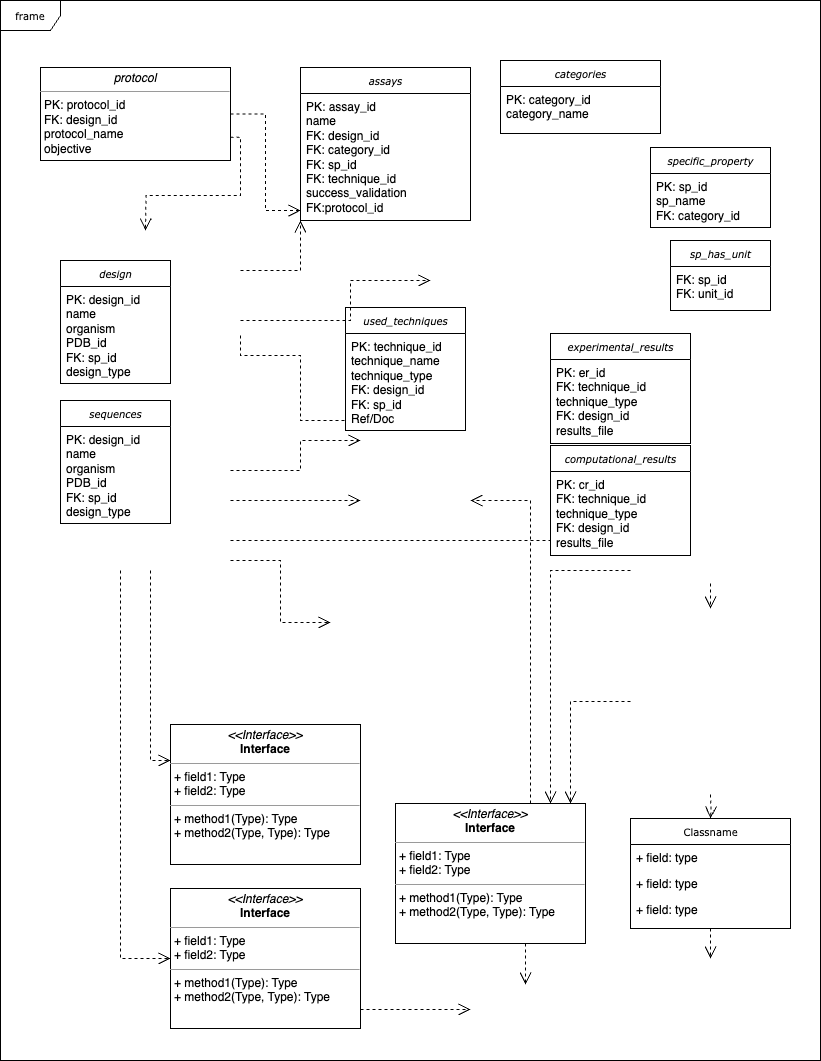 frame
protocol
PK: protocol_id
FK: design_id
protocol_name
objective
assays
PK: assay_id
name
FK: design_id
FK: category_id
FK: sp_id
FK: technique_id
success_validation
FK:protocol_id
categories
PK: category_id
category_name
specific_property
PK: sp_id
sp_name
FK: category_id
sp_has_unit
FK: sp_id
FK: unit_id
design
PK: design_id
name
organism
PDB_id
FK: sp_id
design_type
used_techniques
PK: technique_id
technique_name
technique_type
FK: design_id
FK: sp_id
Ref/Doc
experimental_results
PK: er_id
FK: technique_id
technique_type
FK: design_id
results_file
sequences
PK: design_id
name
organism
PDB_id
FK: sp_id
design_type
computational_results
PK: cr_id
FK: technique_id
technique_type
FK: design_id
results_file
<<Interface>>
Interface
+ field1: Type
+ field2: Type
+ method1(Type): Type
+ method2(Type, Type): Type
<<Interface>>
Interface
+ field1: Type
+ field2: Type
+ method1(Type): Type
+ method2(Type, Type): Type
Classname
+ field: type
+ field: type
+ field: type
<<Interface>>
Interface
+ field1: Type
+ field2: Type
+ method1(Type): Type
+ method2(Type, Type): Type